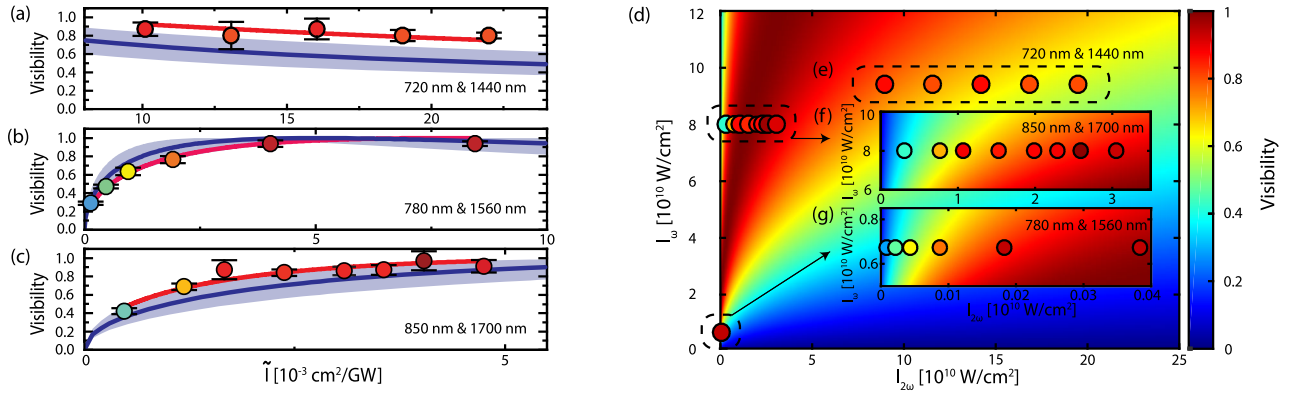 (a)
Visibility
1.0
0.8
0.6
0.4
0.2
0.0
720 nm & 1440 nm
10
15
20
(b)
Visibility
1.0
0.8
0.6
0.4
0.2
0.0
780 nm & 1560 nm
0
5
10
(c)
Visibility
1.0
0.8
0.6
0.4
0.2
0.0
850 nm & 1700 nm
0
5
Ĩ [10⁻³ cm²/GW]
(d)
I_ω [10¹⁰ W/cm²]
12
10
8
6
4
2
0
0
5
10
15
20
25
I_2ω [10¹⁰ W/cm²]
720 nm & 1440 nm
(e)
(f)
I_ω [10¹⁰ W/cm²]
10
8
6
850 nm & 1700 nm
1
2
3
(g)
I_ω [10¹⁰ W/cm²]
0.8
0.6
780 nm & 1560 nm
0
0.01
0.02
0.03
0.04
I_2ω [10¹⁰ W/cm²]
1
0.8
0.6
0.4
0.2
0
Visibility